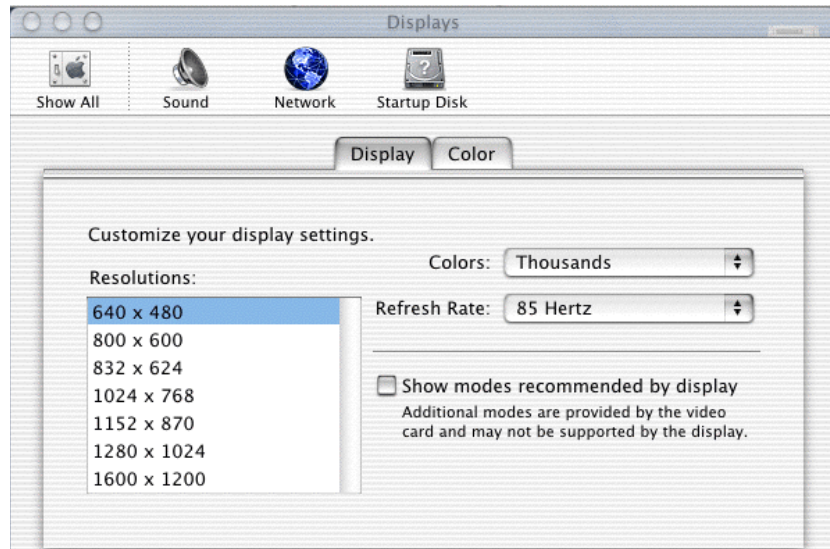 Displays
Show All
Sound
Network
Startup Disk
Display
Color
Customize your display settings.
Resolutions:
640 x 480
800 x 600
832 x 624
1024 x 768
1152 x 870
1280 x 1024
1600 x 1200
Colors:
Thousands
Refresh Rate:
85 Hertz
Show modes recommended by display
Additional modes are provided by the video
card and may not be supported by the display.